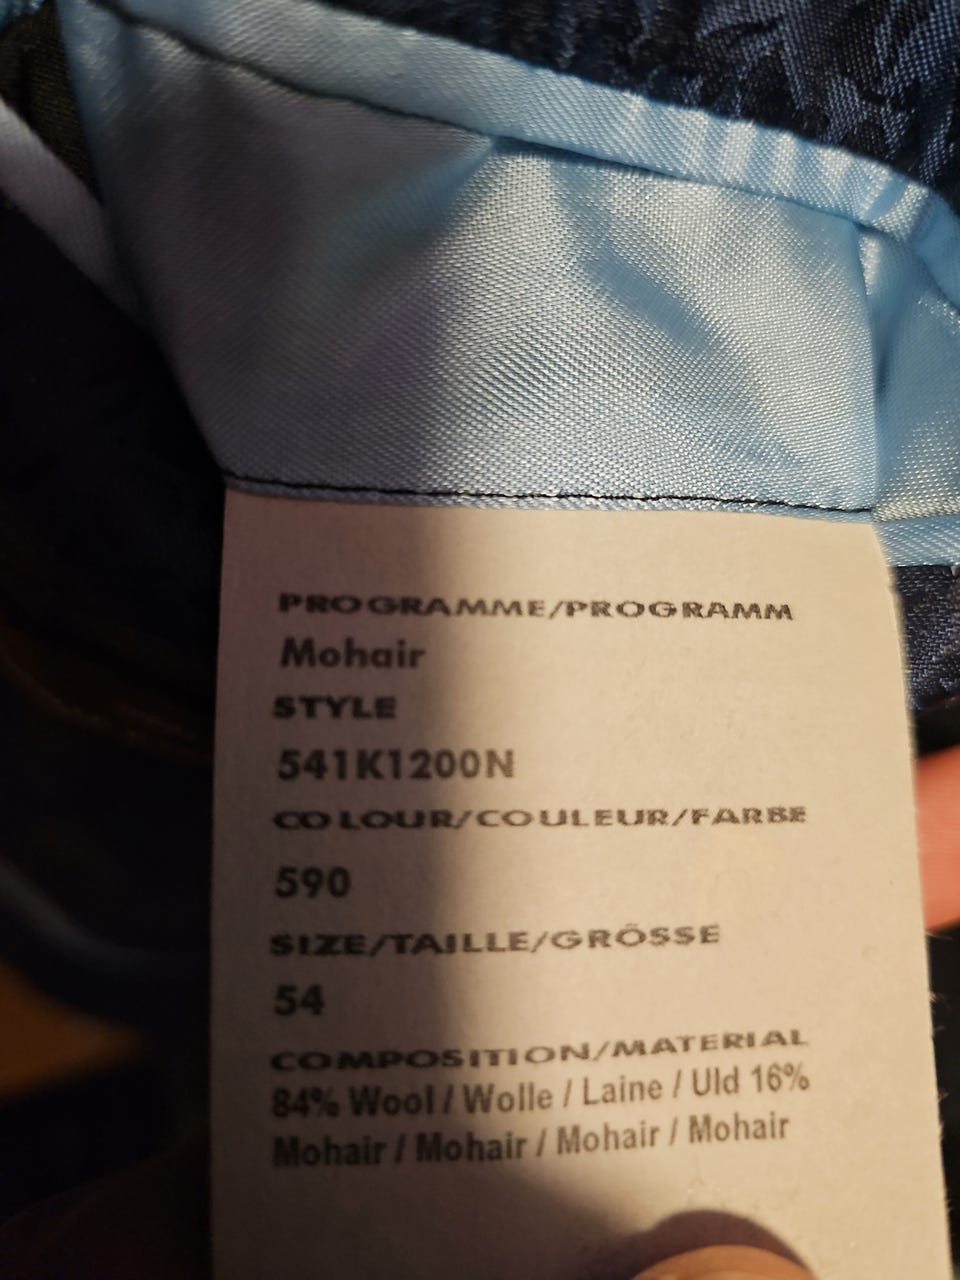 PROGRAMME/PROGRAMM
Mohair
STYLE
541K1200N
COLOUR/COULEUR/FARBE
590
SIZE/TAILLE/GRÖSSE
54
COMPOSITION/MATERIAL
84% Wool / Wolle / Laine / Uld 16%
Mohair / Mohair / Mohair / Mohair